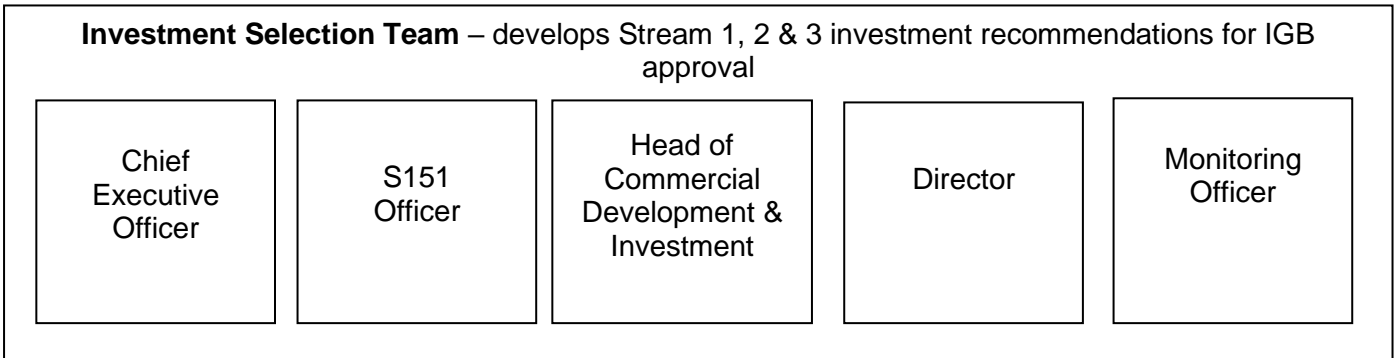 Investment Selection Team – develops Stream 1, 2 & 3 investment recommendations for IGB
approval
Chief
Executive
Officer
S151
Officer
Head of
Commercial
Development &
Investment
Director
Monitoring
Officer